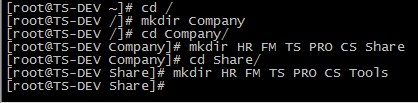 [root@TS-DEV ~]# cd /
[root@TS-DEV /]# mkdir Company
[root@TS-DEV /]# cd Company/
[root@TS-DEV Company]# mkdir HR FM TS PRO CS Share
[root@TS-DEV Company]# cd Share/
[root@TS-DEV Share]# mkdir HR FM TS PRO CS Tools
[root@TS-DEV Share]#